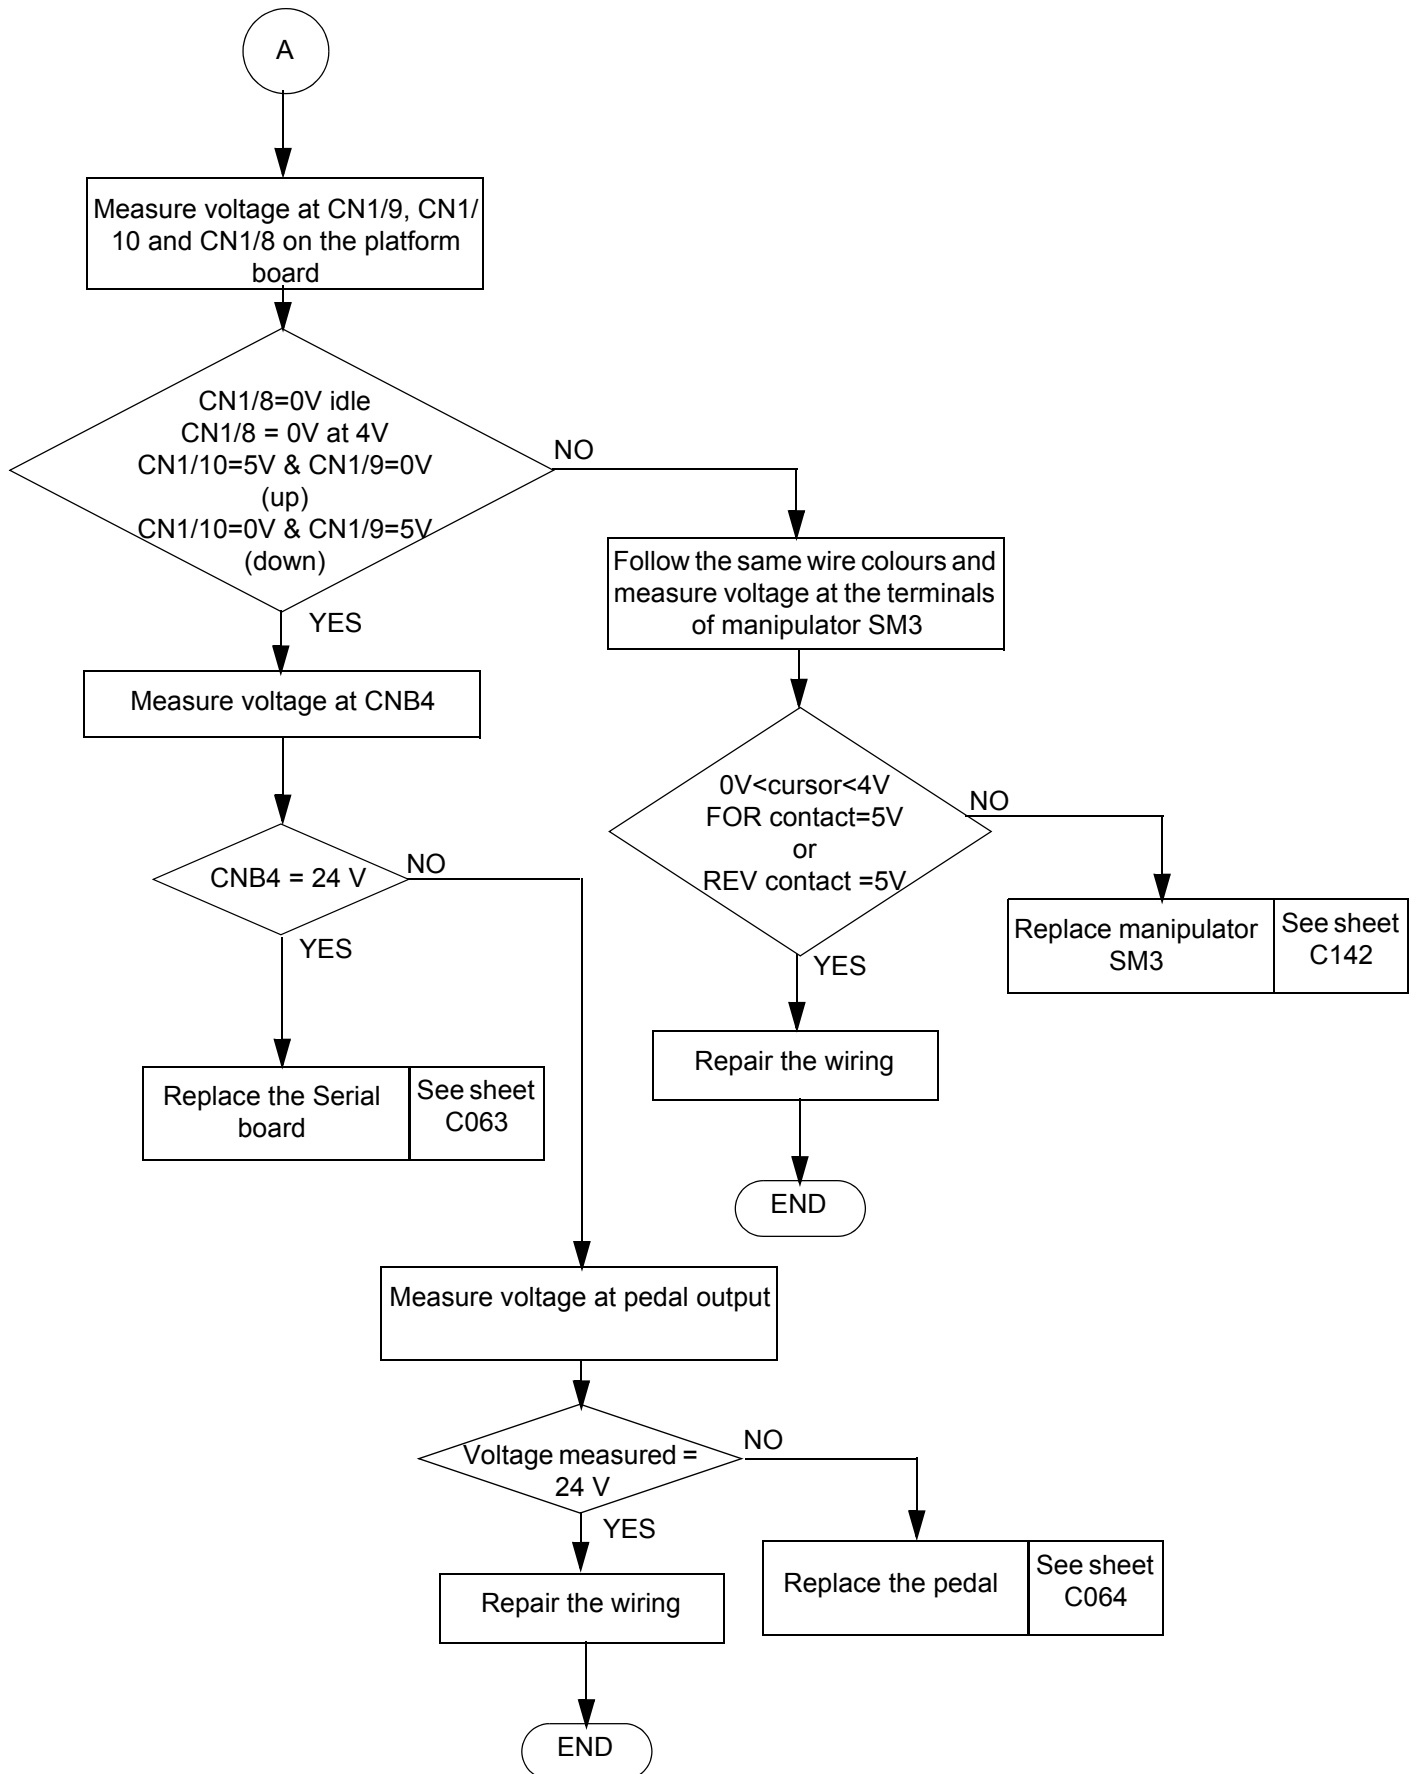 A
Measure voltage at CN1/9, CN1/
10 and CN1/8 on the platform
board
CN1/8=0V idle
CN1/8 = 0V at 4V
CN1/10=5V & CN1/9=0V
(up)
CN1/10=0V & CN1/9=5V
(down)
NO
YES
Follow the same wire colours and
measure voltage at the terminals
of manipulator SM3
Measure voltage at CNB4
0V<cursor<4V
FOR contact=5V
or
REV contact =5V
NO
YES
CNB4 = 24 V
NO
YES
Replace manipulator
SM3
See sheet
C142
Repair the wiring
Replace the Serial
board
See sheet
C063
END
Measure voltage at pedal output
Voltage measured =
24 V
NO
YES
Replace the pedal
See sheet
C064
Repair the wiring
END